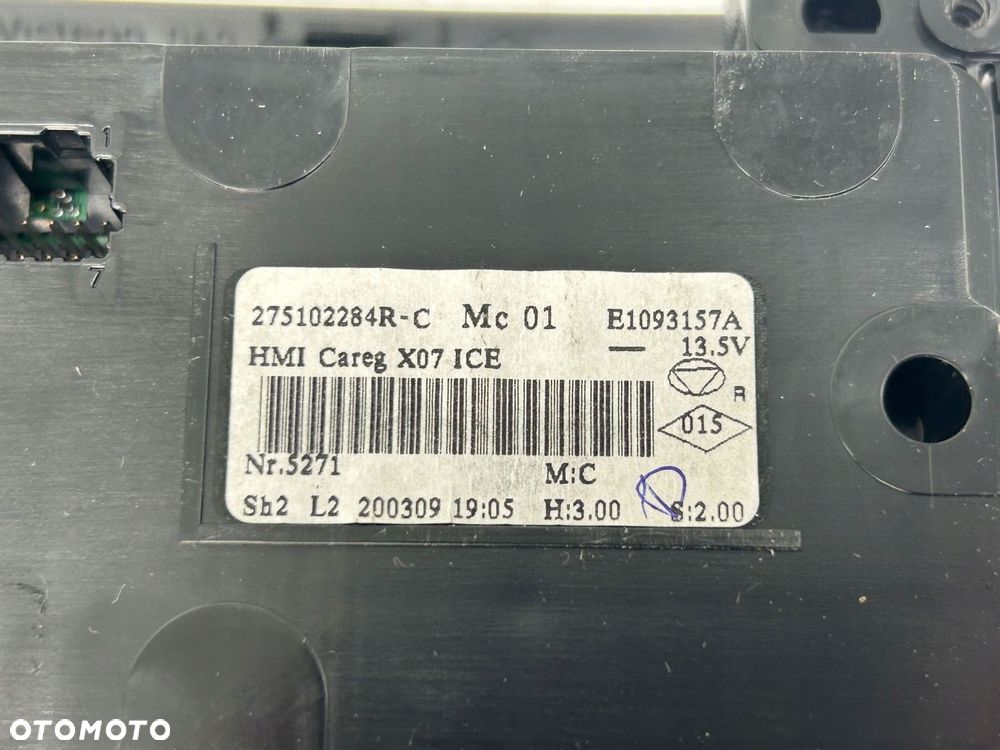 1
7
275102284R-C Mc 01 E1093157A
HMI Careg X07 ICE 13.5V
R
015
Nr.5271 M:C
Sh2 L2 200309 19:05 H:3.00 S:2.00
OTOMOTO